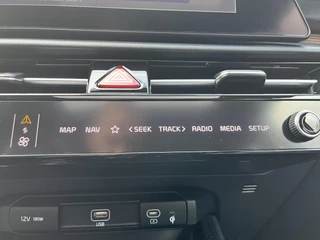 MAP NAV ☆ < SEEK TRACK > RADIO MEDIA SETUP
12V 180W USB